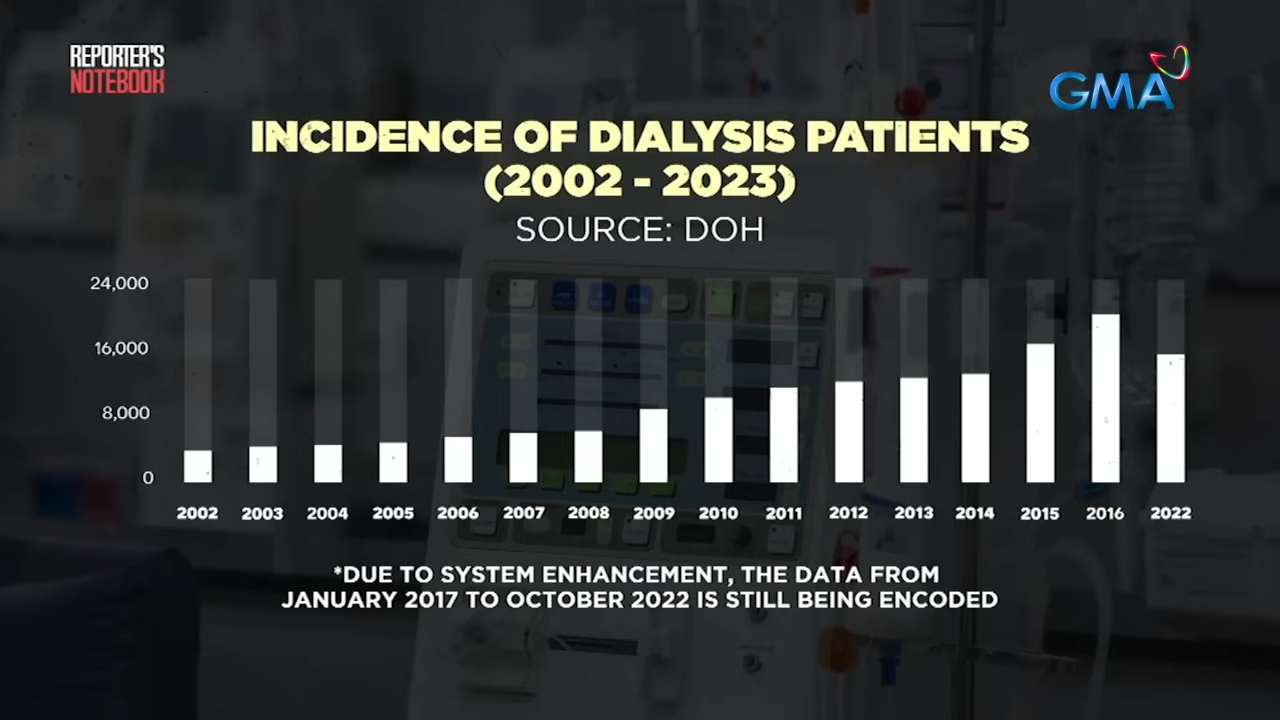 REPORTER'S
NOTEBOOK
GMA
INCIDENCE OF DIALYSIS PATIENTS
(2002 - 2023)
SOURCE: DOH
24,000
16,000
8,000
0
2002 2003 2004 2005 2006 2007 2008 2009 2010 2011 2012 2013 2014 2015 2016 2022
*DUE TO SYSTEM ENHANCEMENT, THE DATA FROM
JANUARY 2017 TO OCTOBER 2022 IS STILL BEING ENCODED